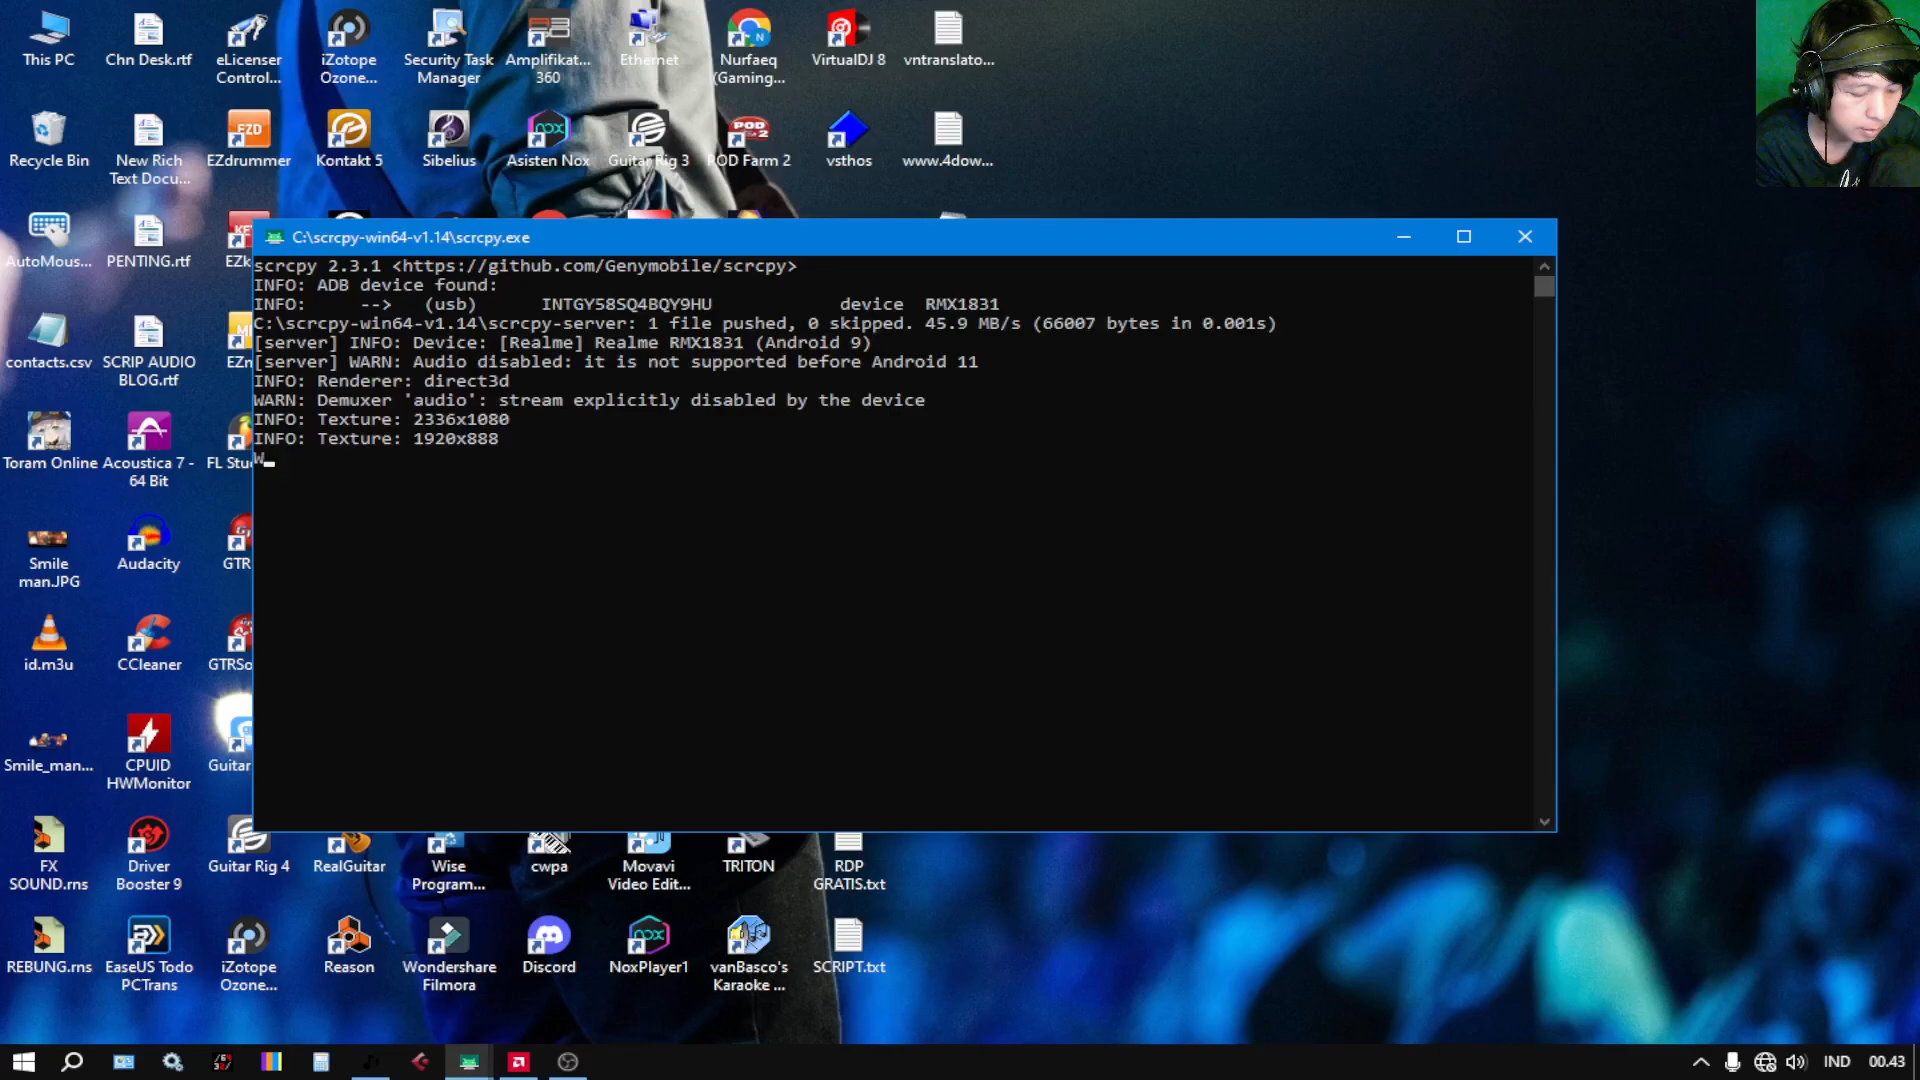 This PC
Chn Desk.rtf
eLicenser
Control...
iZotope
Ozone...
Security Task
Manager
Amplifikat...
360
Ethernet
Nurfaeq
(Gaming...
VirtualDJ 8
vntranslato...
Recycle Bin
New Rich
Text Docu...
EZdrummer
Kontakt 5
Sibelius
Asisten Nox
Guitar Rig 3
POD Farm 2
vsthos
www.4dow...
AutoMous...
PENTING.rtf
EZk
C:\scrcpy-win64-v1.14\scrcpy.exe
scrcpy 2.3.1 <https://github.com/Genymobile/scrcpy>
INFO: ADB device found:
INFO: --> (usb) INTGY58SQ4BQY9HU device RMX1831
C:\scrcpy-win64-v1.14\scrcpy-server: 1 file pushed, 0 skipped. 45.9 MB/s (66007 bytes in 0.001s)
[server] INFO: Device: [Realme] Realme RMX1831 (Android 9)
[server] WARN: Audio disabled: it is not supported before Android 11
INFO: Renderer: direct3d
WARN: Demuxer 'audio': stream explicitly disabled by the device
INFO: Texture: 2336x1080
INFO: Texture: 1920x888
W
contacts.csv
SCRIP AUDIO
BLOG.rtf
EZm
Toram Online
Acoustica 7 -
64 Bit
FL Stu
Smile
man.JPG
Audacity
GTR
id.m3u
CCleaner
GTRSo
Smile_man...
CPUID
HWMonitor
Guitar
FX
SOUND.rns
Driver
Booster 9
Guitar Rig 4
RealGuitar
Wise
Program...
cwpa
Movavi
Video Edit...
TRITON
RDP
GRATIS.txt
REBUNG.rns
EaseUS Todo
PCTrans
iZotope
Ozone...
Reason
Wondershare
Filmora
Discord
NoxPlayer1
vanBasco's
Karaoke ...
SCRIPT.txt
IND
00.43